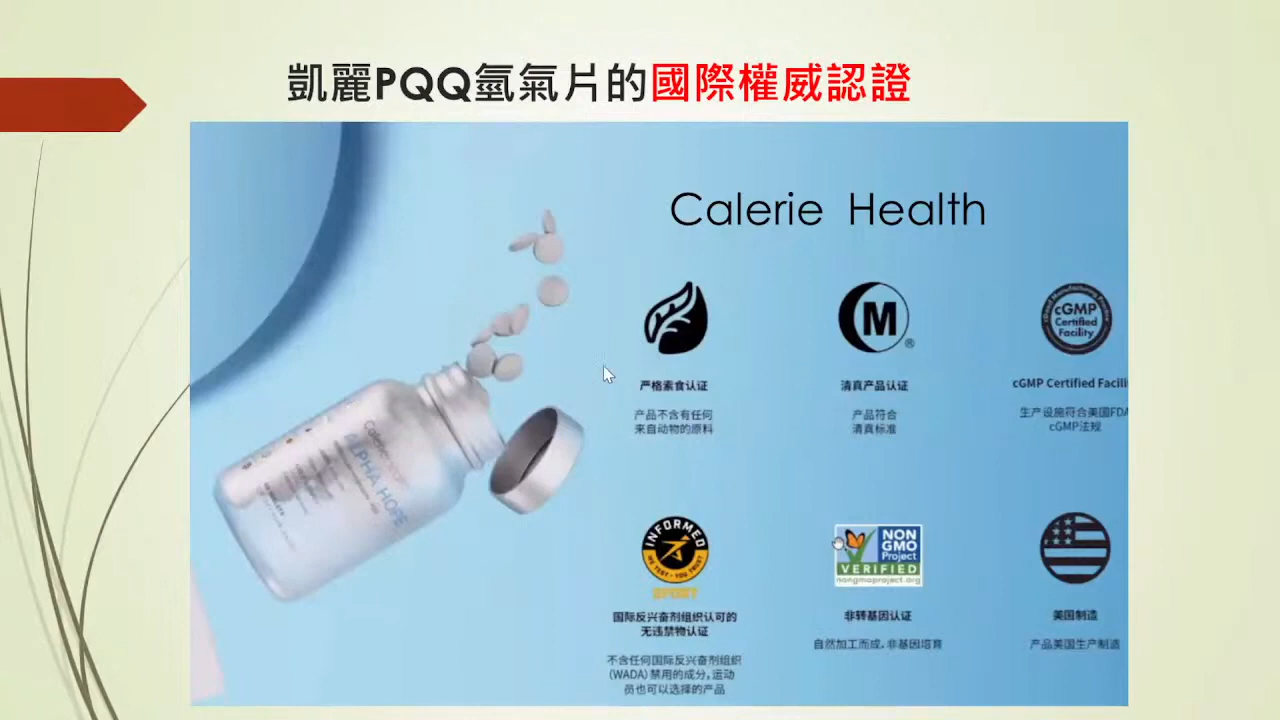 凱麗PQQ氫氣片的國際權威認證
Calerie Health
M
®
cGMP
Certified
Facility
严格素食认证
清真产品认证
cGMP Certified Facili
产品不含有任何
来自动物的原料
产品符合
清真标准
生产设施符合美国FDA
cGMP法规
ALPHA HOPE
INFORMED
WE TEST · YOU TRUST
SPORT
NON
GMO
Project
VERIFIED
nongmoproject.org
国际反兴奋剂组织认可的
无违禁物认证
非转基因认证
美国制造
不含任何国际反兴奋剂组织
(WADA) 禁用的成分，运动
员也可以选择的产品
自然加工而成，非基因培育
产品美国生产制造